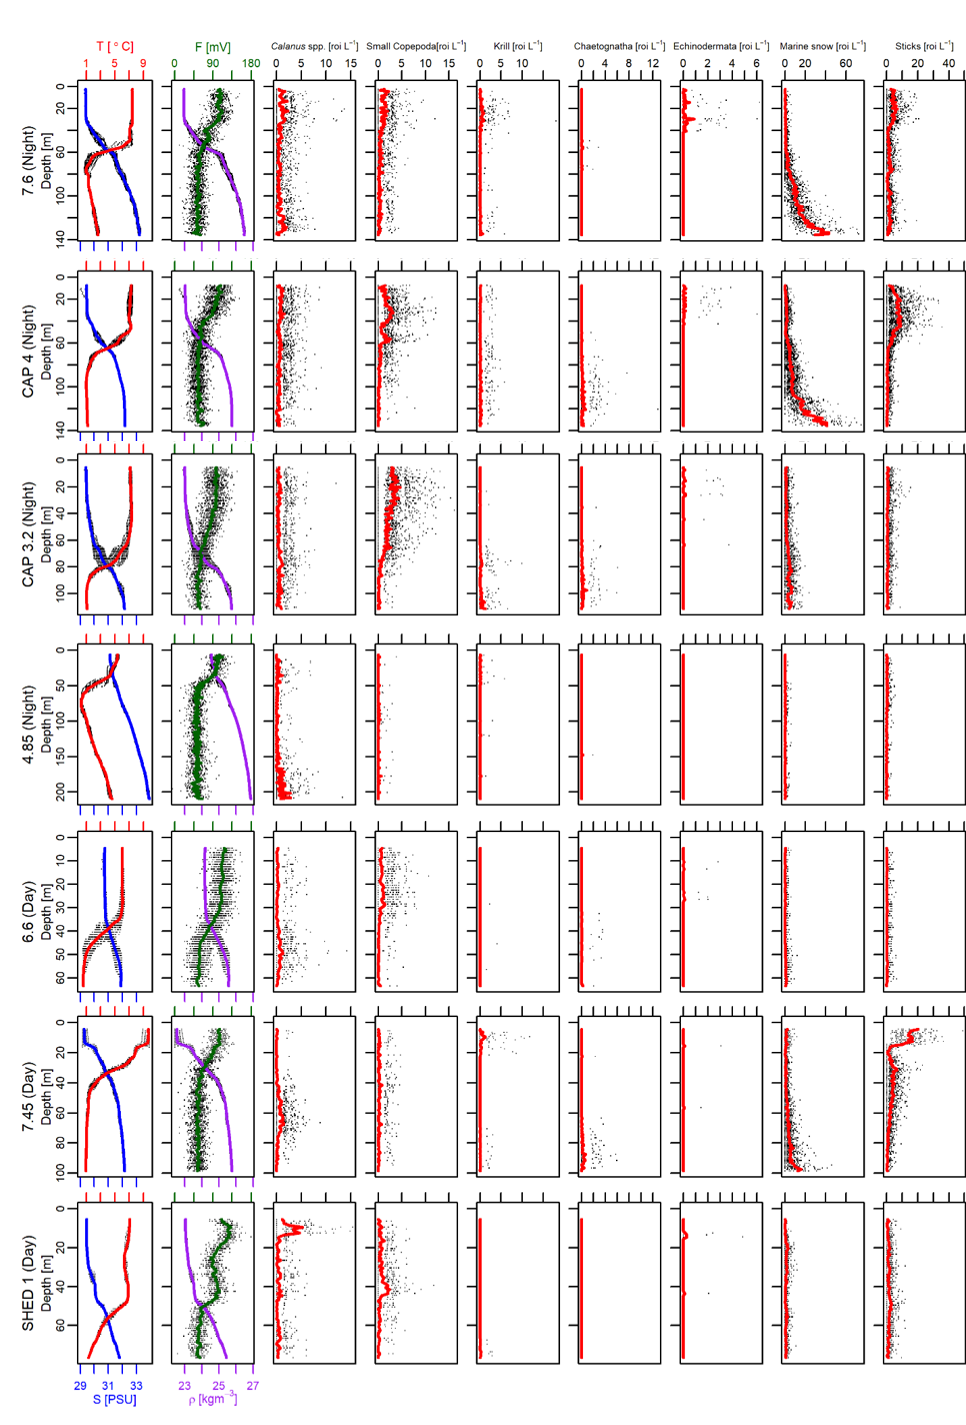 T [ ° C]
F [mV]
Calanus spp. [roi L⁻¹]
Small Copepoda[roi L⁻¹]
Krill [roi L⁻¹]
Chaetognatha [roi L⁻¹]
Echinodermata [roi L⁻¹]
Marine snow [roi L⁻¹]
Sticks [roi L⁻¹]
1 5 9
0 90 180
0 5 10 15
0 5 10 15
0 5 10 15
0 4 8 12
0 2 4 6
0 20 60
0 20 40
7.6 (Night)
Depth [m]
0 20 60 100 140
CAP 4 (Night)
Depth [m]
0 20 60 100 140
CAP 3.2 (Night)
Depth [m]
0 20 40 60 80 100
4.85 (Night)
Depth [m]
0 50 100 150 200
6.6 (Day)
Depth [m]
0 10 20 30 40 50 60
7.45 (Day)
Depth [m]
0 20 40 60 80 100
SHED 1 (Day)
Depth [m]
0 20 40 60
29 31 33
S [PSU]
23 25 27
ρ [kgm⁻³]